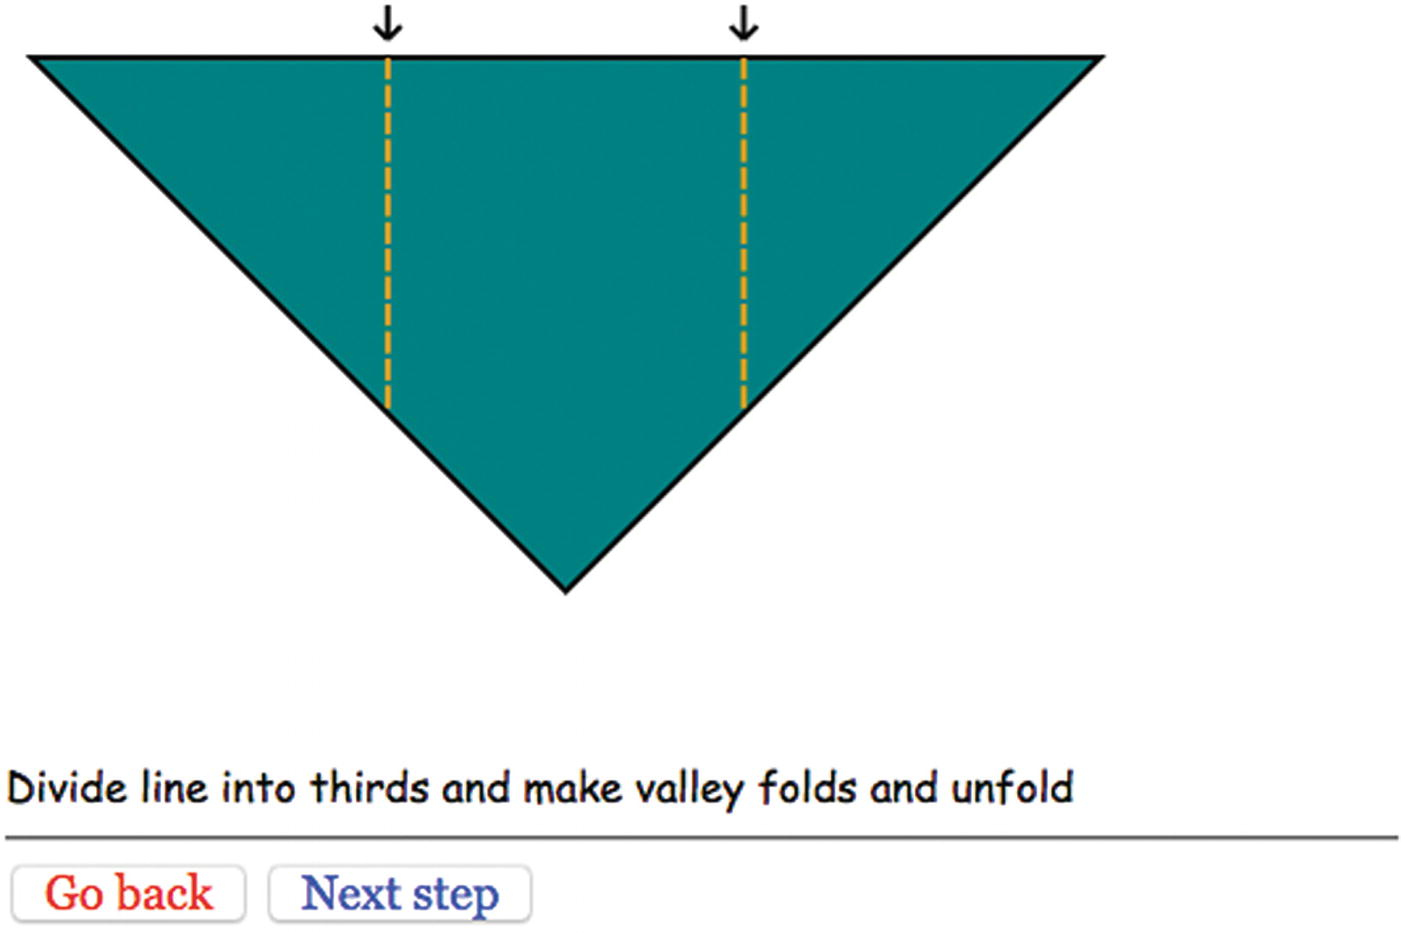 Divide line into thirds and make valley folds and unfold
Go back Next step